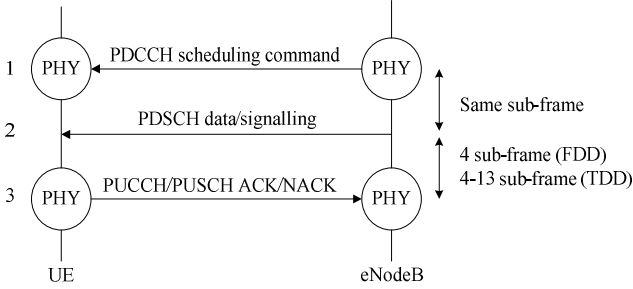 1
PHY
PDCCH scheduling command
PHY
Same sub-frame
2
PDSCH data/signalling
4 sub-frame (FDD)
4-13 sub-frame (TDD)
3
PHY
PUCCH/PUSCH ACK/NACK
PHY
UE
eNodeB